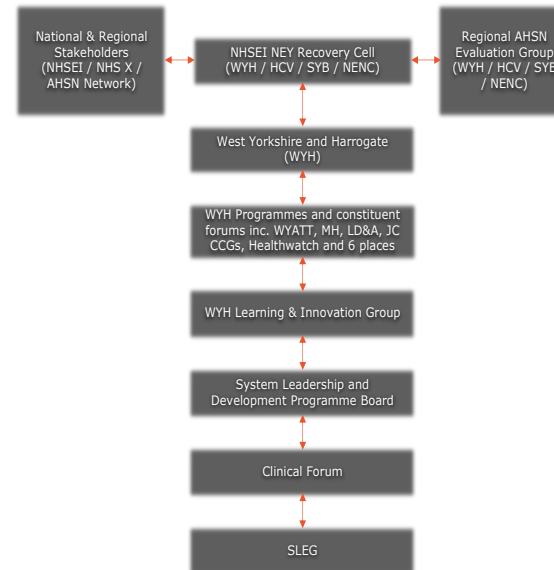 National & Regional
Stakeholders
(NHSEI / NHS X /
AHSN Network)
NHSEI NEY Recovery Cell
(WYH / HCV / SYB / NENC)
Regional AHSN
Evaluation Group
(WYH / HCV / SYB
/ NENC)
West Yorkshire and Harrogate
(WYH)
WYH Programmes and constituent
forums inc. WYATT, MH, LD&A, JC
CCGs, Healthwatch and 6 places
WYH Learning & Innovation Group
System Leadership and
Development Programme Board
Clinical Forum
SLEG